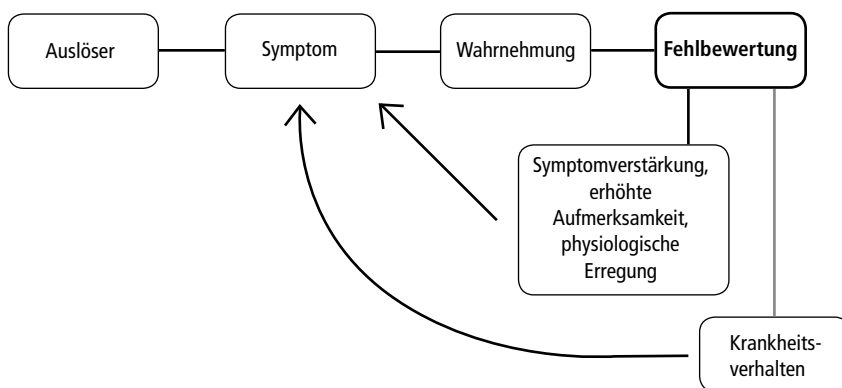 Auslöser
Symptom
Wahrnehmung
Fehlbewertung
Symptomverstärkung,
erhöhte
Aufmerksamkeit,
physiologische
Erregung
Krankheits-
verhalten